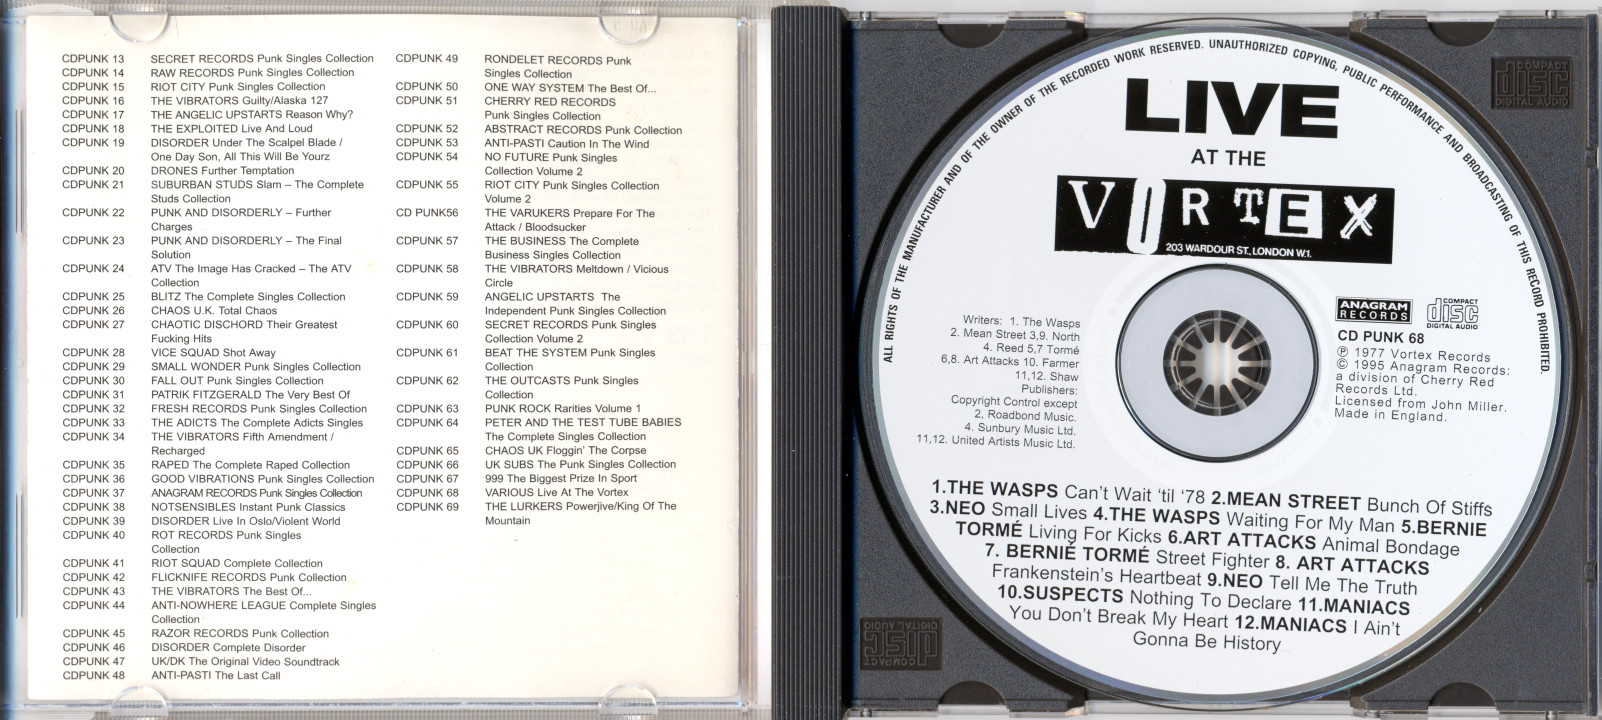 CDPUNK 13 SECRET RECORDS Punk Singles Collection
CDPUNK 14 RAW RECORDS Punk Singles Collection
CDPUNK 15 RIOT CITY Punk Singles Collection
CDPUNK 16 THE VIBRATORS Guilty/Alaska 127
CDPUNK 17 THE ANGELIC UPSTARTS Reason Why?
CDPUNK 18 THE EXPLOITED Live And Loud
CDPUNK 19 DISORDER Under The Scalpel Blade /
One Day Son, All This Will Be Yourz
CDPUNK 20 DRONES Further Temptation
CDPUNK 21 SUBURBAN STUDS Slam – The Complete
Studs Collection
CDPUNK 22 PUNK AND DISORDERLY – Further
Charges
CDPUNK 23 PUNK AND DISORDERLY – The Final
Solution
CDPUNK 24 ATV The Image Has Cracked – The ATV
Collection
CDPUNK 25 BLITZ The Complete Singles Collection
CDPUNK 26 CHAOS U.K. Total Chaos
CDPUNK 27 CHAOTIC DISCHORD Their Greatest
Fucking Hits
CDPUNK 28 VICE SQUAD Shot Away
CDPUNK 29 SMALL WONDER Punk Singles Collection
CDPUNK 30 FALL OUT Punk Singles Collection
CDPUNK 31 PATRIK FITZGERALD The Very Best Of
CDPUNK 32 FRESH RECORDS Punk Singles Collection
CDPUNK 33 THE ADICTS The Complete Adicts Singles
CDPUNK 34 THE VIBRATORS Fifth Amendment /
Recharged
CDPUNK 35 RAPED The Complete Raped Collection
CDPUNK 36 GOOD VIBRATIONS Punk Singles Collection
CDPUNK 37 ANAGRAM RECORDS Punk Singles Collection
CDPUNK 38 NOTSENSIBLES Instant Punk Classics
CDPUNK 39 DISORDER Live In Oslo/Violent World
CDPUNK 40 ROT RECORDS Punk Singles
Collection
CDPUNK 41 RIOT SQUAD Complete Collection
CDPUNK 42 FLICKNIFE RECORDS Punk Collection
CDPUNK 43 THE VIBRATORS The Best Of...
CDPUNK 44 ANTI-NOWHERE LEAGUE Complete Singles
Collection
CDPUNK 45 RAZOR RECORDS Punk Collection
CDPUNK 46 DISORDER Complete Disorder
CDPUNK 47 UK/DK The Original Video Soundtrack
CDPUNK 48 ANTI-PASTI The Last Call
CDPUNK 49 RONDELET RECORDS Punk
Singles Collection
CDPUNK 50 ONE WAY SYSTEM The Best Of...
CDPUNK 51 CHERRY RED RECORDS
Punk Singles Collection
CDPUNK 52 ABSTRACT RECORDS Punk Collection
CDPUNK 53 ANTI-PASTI Caution In The Wind
CDPUNK 54 NO FUTURE Punk Singles
Collection Volume 2
CDPUNK 55 RIOT CITY Punk Singles Collection
Volume 2
CD PUNK56 THE VARUKERS Prepare For The
Attack / Bloodsucker
CDPUNK 57 THE BUSINESS The Complete
Business Singles Collection
CDPUNK 58 THE VIBRATORS Meltdown / Vicious
Circle
CDPUNK 59 ANGELIC UPSTARTS The
Independent Punk Singles Collection
CDPUNK 60 SECRET RECORDS Punk Singles
Collection Volume 2
CDPUNK 61 BEAT THE SYSTEM Punk Singles
Collection
CDPUNK 62 THE OUTCASTS Punk Singles
Collection
CDPUNK 63 PUNK ROCK Rarities Volume 1
CDPUNK 64 PETER AND THE TEST TUBE BABIES
The Complete Singles Collection
CDPUNK 65 CHAOS UK Floggin' The Corpse
CDPUNK 66 UK SUBS The Punk Singles Collection
CDPUNK 67 999 The Biggest Prize In Sport
CDPUNK 68 VARIOUS Live At The Vortex
CDPUNK 69 THE LURKERS Powerjive/King Of The
Mountain
COMPACT
disc
DIGITAL AUDIO
ALL RIGHTS OF THE MANUFACTURER AND OF THE OWNER OF THE RECORDED WORK RESERVED. UNAUTHORIZED COPYING, PUBLIC PERFORMANCE AND BROADCASTING OF THIS RECORD PROHIBITED.
LIVE
AT THE
VORTEX
203 WARDOUR ST., LONDON W.1.
Writers: 1. The Wasps
2. Mean Street 3,9. North
4. Reed 5,7 Tormé
6,8. Art Attacks 10. Farmer
11,12. Shaw
Publishers:
Copyright Control except
2, Roadbond Music.
4. Sunbury Music Ltd.
11,12. United Artists Music Ltd.
ANAGRAM
RECORDS
COMPACT
disc
DIGITAL AUDIO
CD PUNK 68
℗ 1977 Vortex Records
© 1995 Anagram Records:
a division of Cherry Red
Records Ltd.
Licensed from John Miller.
Made in England.
1.THE WASPS Can't Wait 'til '78 2.MEAN STREET Bunch Of Stiffs
3.NEO Small Lives 4.THE WASPS Waiting For My Man 5.BERNIE
TORMÉ Living For Kicks 6.ART ATTACKS Animal Bondage
7. BERNIE TORMÉ Street Fighter 8. ART ATTACKS
Frankenstein's Heartbeat 9.NEO Tell Me The Truth
10.SUSPECTS Nothing To Declare 11.MANIACS
You Don't Break My Heart 12.MANIACS I Ain't
Gonna Be History
COMPACT
disc
DIGITAL AUDIO